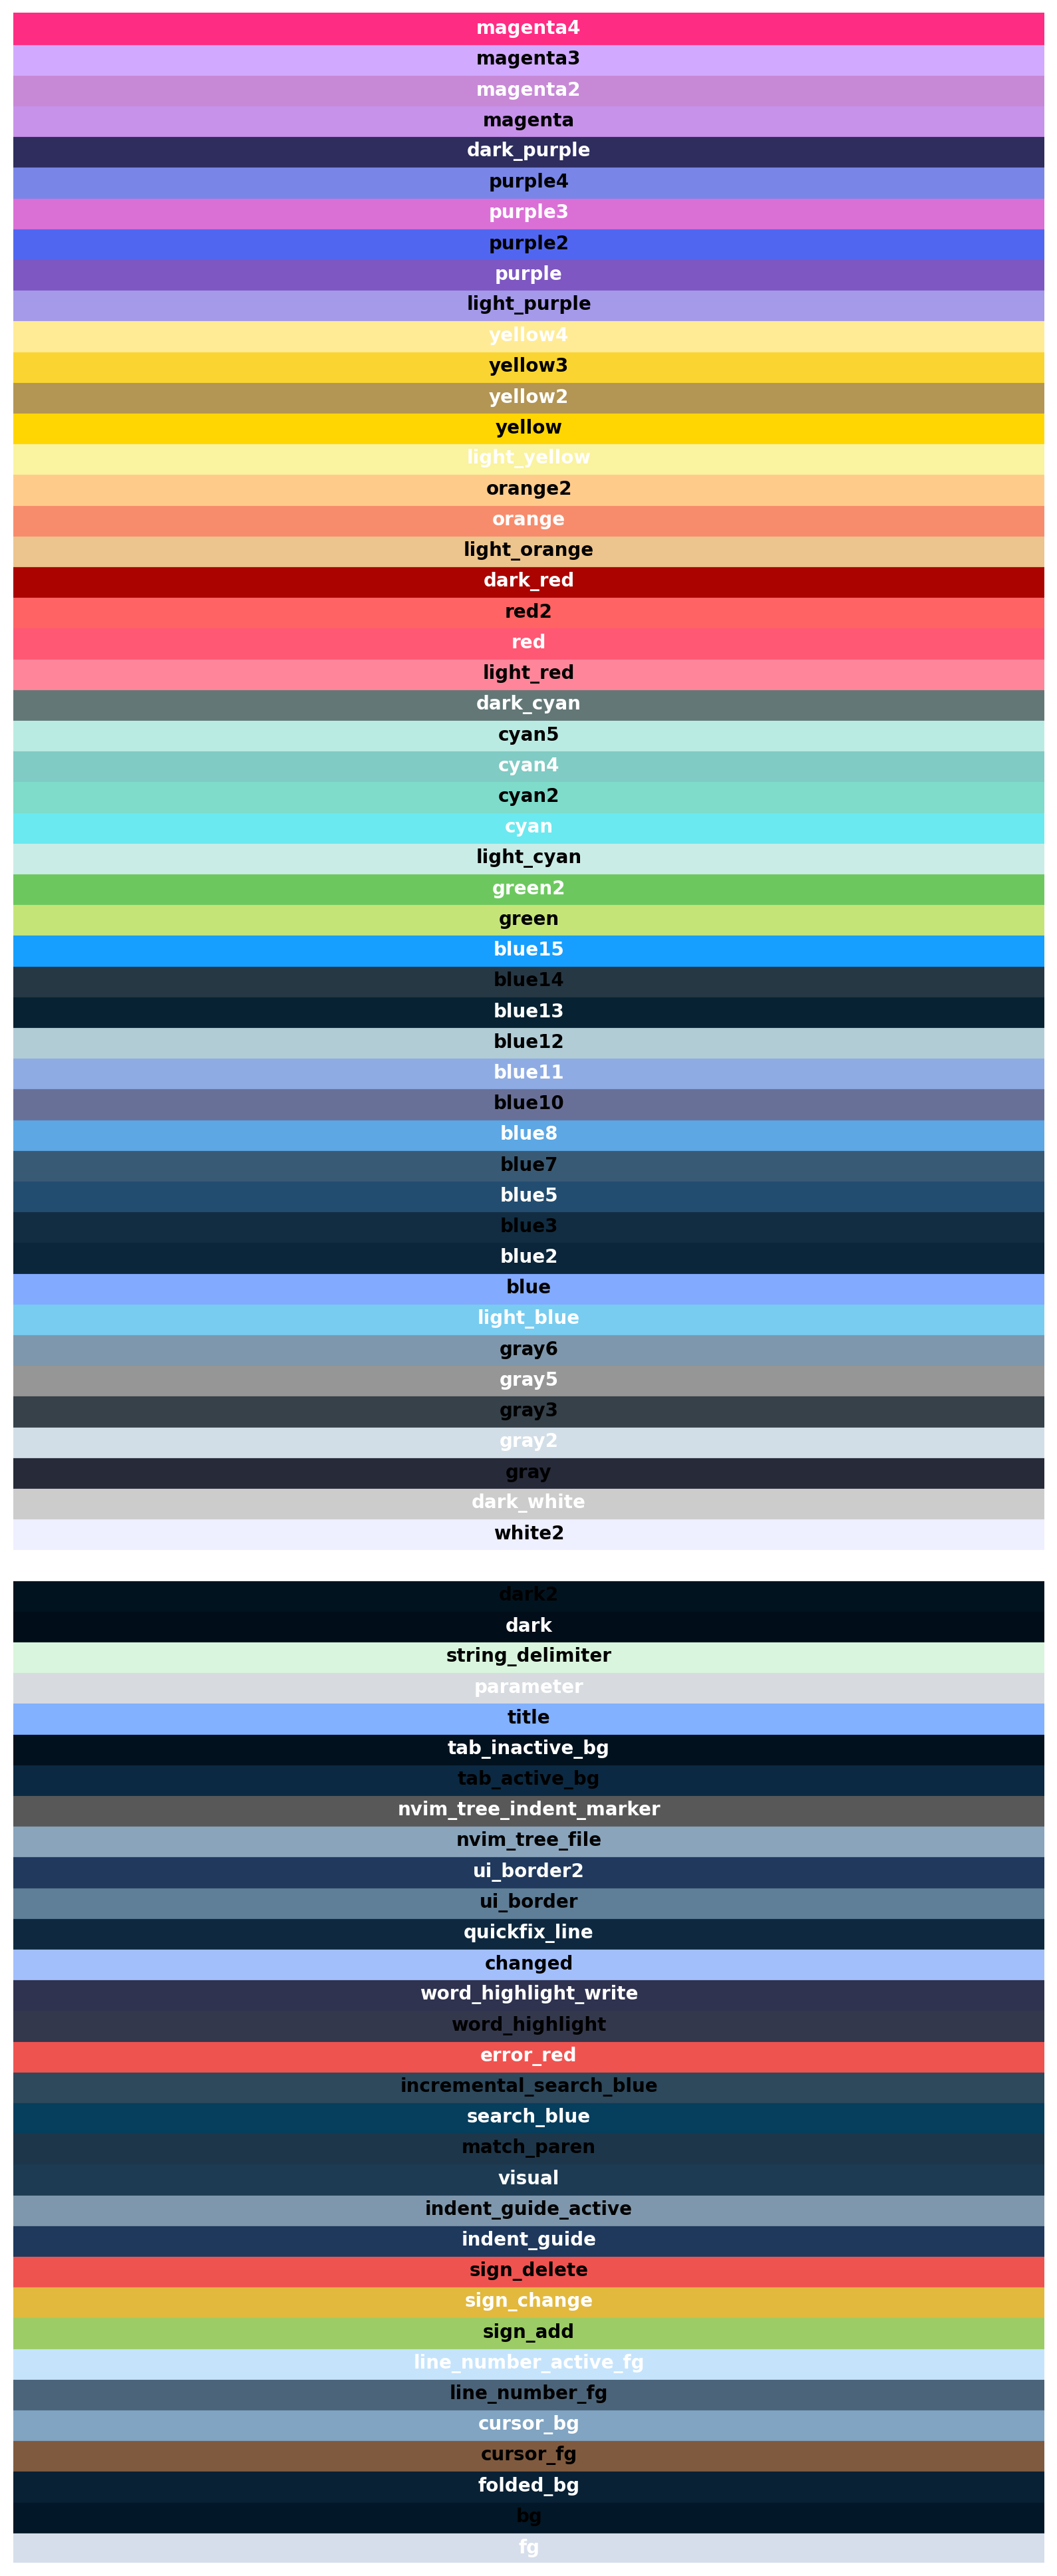 magenta4
magenta3
magenta2
magenta
dark_purple
purple4
purple3
purple2
purple
light_purple
yellow4
yellow3
yellow2
yellow
light_yellow
orange2
orange
light_orange
dark_red
red2
red
light_red
dark_cyan
cyan5
cyan4
cyan2
cyan
light_cyan
green2
green
blue15
blue14
blue13
blue12
blue11
blue10
blue8
blue7
blue5
blue3
blue2
blue
light_blue
gray6
gray5
gray3
gray2
gray
dark_white
white2
dark2
dark
string_delimiter
parameter
title
tab_inactive_bg
tab_active_bg
nvim_tree_indent_marker
nvim_tree_file
ui_border2
ui_border
quickfix_line
changed
word_highlight_write
word_highlight
error_red
incremental_search_blue
search_blue
match_paren
visual
indent_guide_active
indent_guide
sign_delete
sign_change
sign_add
line_number_active_fg
line_number_fg
cursor_bg
cursor_fg
folded_bg
bg
fg